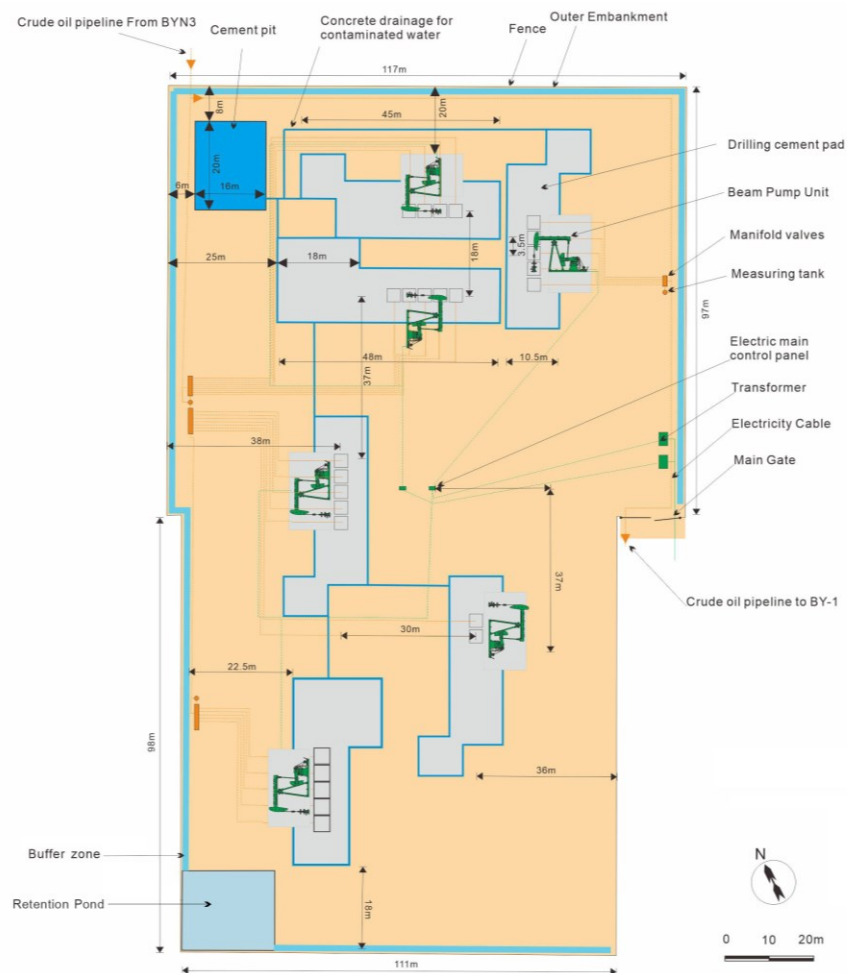 Crude oil pipeline From BYN3
Cement pit
Concrete drainage for
contaminated water
Fence
Outer Embankment
117m
8m
20m
45m
20m
6m
16m
Drilling cement pad
Beam Pump Unit
Manifold valves
Measuring tank
25m
18m
18m
3.5m
97m
Electric main
control panel
48m
10.5m
37m
Transformer
Electricity Cable
Main Gate
38m
37m
Crude oil pipeline to BY-1
30m
22.5m
98m
36m
Buffer zone
Retention Pond
18m
N
0 10 20m
111m